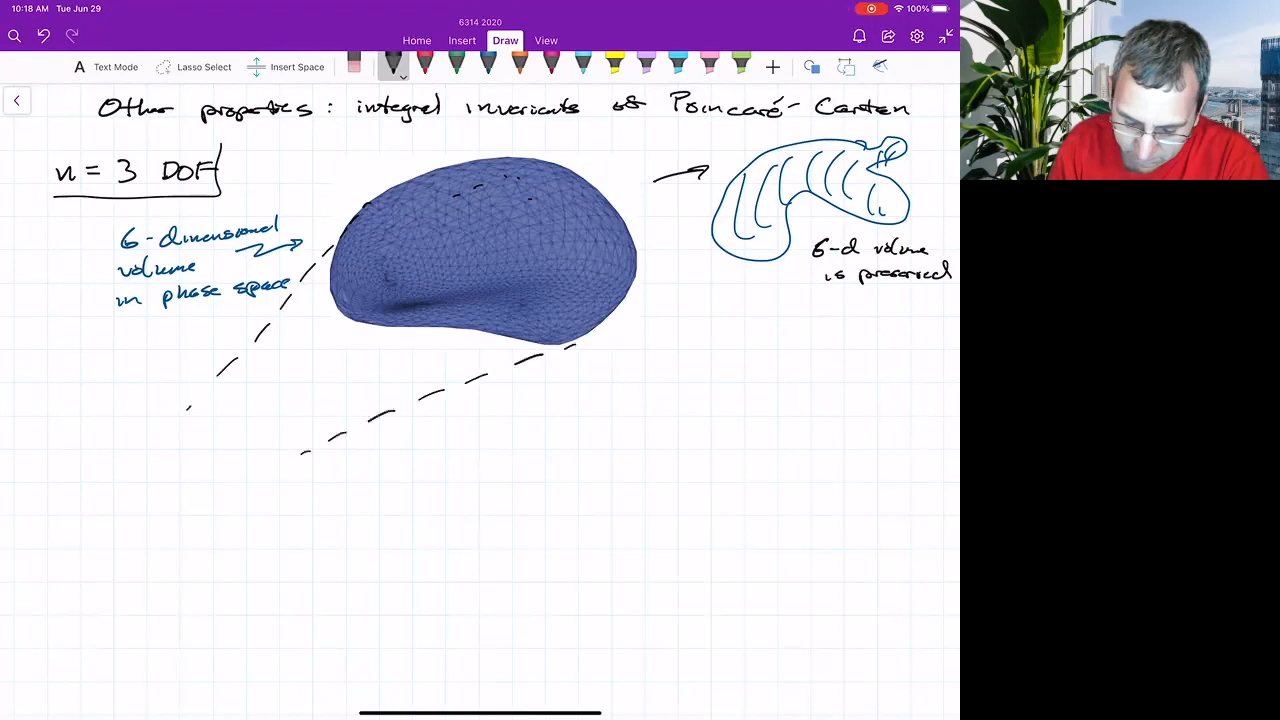 10:18 AM Tue Jun 29
100%
6314 2020
Home Insert Draw View
Text Mode Lasso Select Insert Space
Other properties: integral invariants of Poincaré-Cartan
n = 3 DOF
6-dimensional
volume
in phase space
6-d volume
is preserved